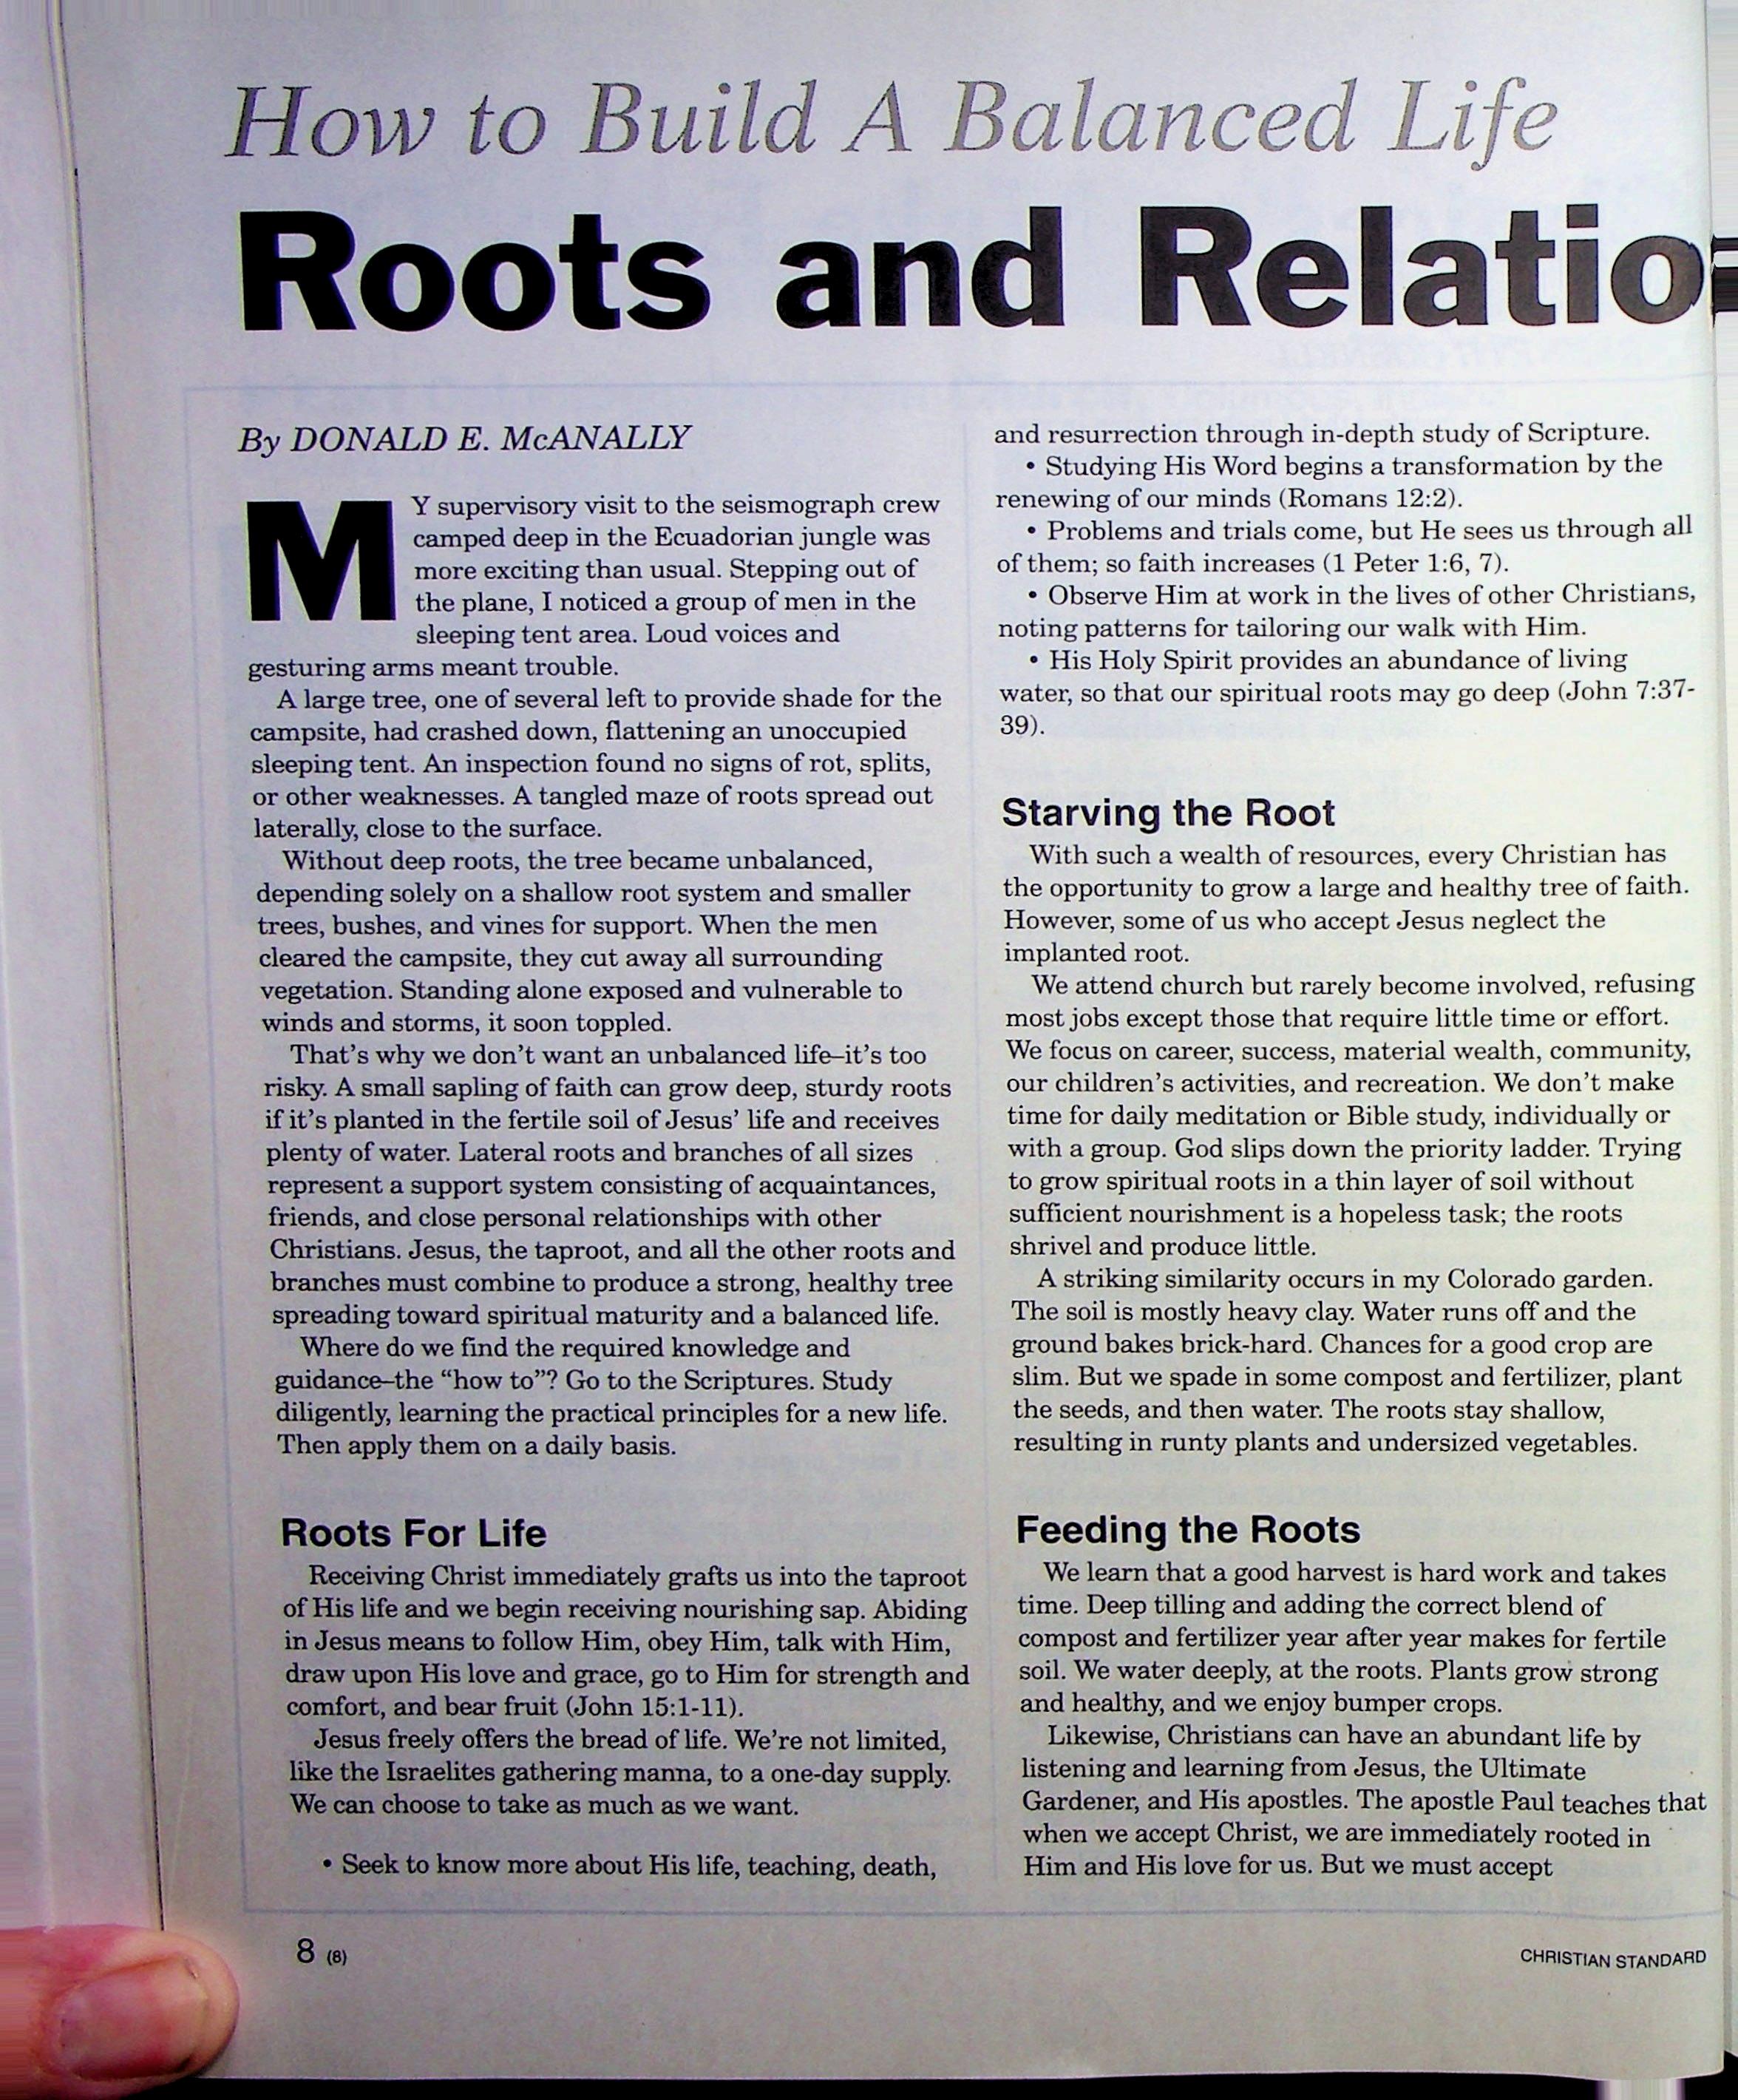 How to Build A Balanced Life
Roots and Relatio
By DONALD E. McANALLY
MY supervisory visit to the seismograph crew
camped deep in the Ecuadorian jungle was
more exciting than usual. Stepping out of
the plane, I noticed a group of men in the
sleeping tent area. Loud voices and
gesturing arms meant trouble.
A large tree, one of several left to provide shade for the
campsite, had crashed down, flattening an unoccupied
sleeping tent. An inspection found no signs of rot, splits,
or other weaknesses. A tangled maze of roots spread out
laterally, close to the surface.
Without deep roots, the tree became unbalanced,
depending solely on a shallow root system and smaller
trees, bushes, and vines for support. When the men
cleared the campsite, they cut away all surrounding
vegetation. Standing alone exposed and vulnerable to
winds and storms, it soon toppled.
That's why we don't want an unbalanced life–it's too
risky. A small sapling of faith can grow deep, sturdy roots
if it's planted in the fertile soil of Jesus' life and receives
plenty of water. Lateral roots and branches of all sizes
represent a support system consisting of acquaintances,
friends, and close personal relationships with other
Christians. Jesus, the taproot, and all the other roots and
branches must combine to produce a strong, healthy tree
spreading toward spiritual maturity and a balanced life.
Where do we find the required knowledge and
guidance–the "how to"? Go to the Scriptures. Study
diligently, learning the practical principles for a new life.
Then apply them on a daily basis.
Roots For Life
Receiving Christ immediately grafts us into the taproot
of His life and we begin receiving nourishing sap. Abiding
in Jesus means to follow Him, obey Him, talk with Him,
draw upon His love and grace, go to Him for strength and
comfort, and bear fruit (John 15:1-11).
Jesus freely offers the bread of life. We're not limited,
like the Israelites gathering manna, to a one-day supply.
We can choose to take as much as we want.
• Seek to know more about His life, teaching, death,
and resurrection through in-depth study of Scripture.
• Studying His Word begins a transformation by the
renewing of our minds (Romans 12:2).
• Problems and trials come, but He sees us through all
of them; so faith increases (1 Peter 1:6, 7).
• Observe Him at work in the lives of other Christians,
noting patterns for tailoring our walk with Him.
• His Holy Spirit provides an abundance of living
water, so that our spiritual roots may go deep (John 7:37-
39).
Starving the Root
With such a wealth of resources, every Christian has
the opportunity to grow a large and healthy tree of faith.
However, some of us who accept Jesus neglect the
implanted root.
We attend church but rarely become involved, refusing
most jobs except those that require little time or effort.
We focus on career, success, material wealth, community,
our children's activities, and recreation. We don't make
time for daily meditation or Bible study, individually or
with a group. God slips down the priority ladder. Trying
to grow spiritual roots in a thin layer of soil without
sufficient nourishment is a hopeless task; the roots
shrivel and produce little.
A striking similarity occurs in my Colorado garden.
The soil is mostly heavy clay. Water runs off and the
ground bakes brick-hard. Chances for a good crop are
slim. But we spade in some compost and fertilizer, plant
the seeds, and then water. The roots stay shallow,
resulting in runty plants and undersized vegetables.
Feeding the Roots
We learn that a good harvest is hard work and takes
time. Deep tilling and adding the correct blend of
compost and fertilizer year after year makes for fertile
soil. We water deeply, at the roots. Plants grow strong
and healthy, and we enjoy bumper crops.
Likewise, Christians can have an abundant life by
listening and learning from Jesus, the Ultimate
Gardener, and His apostles. The apostle Paul teaches that
when we accept Christ, we are immediately rooted in
Him and His love for us. But we must accept
8 (8)
CHRISTIAN STANDARD